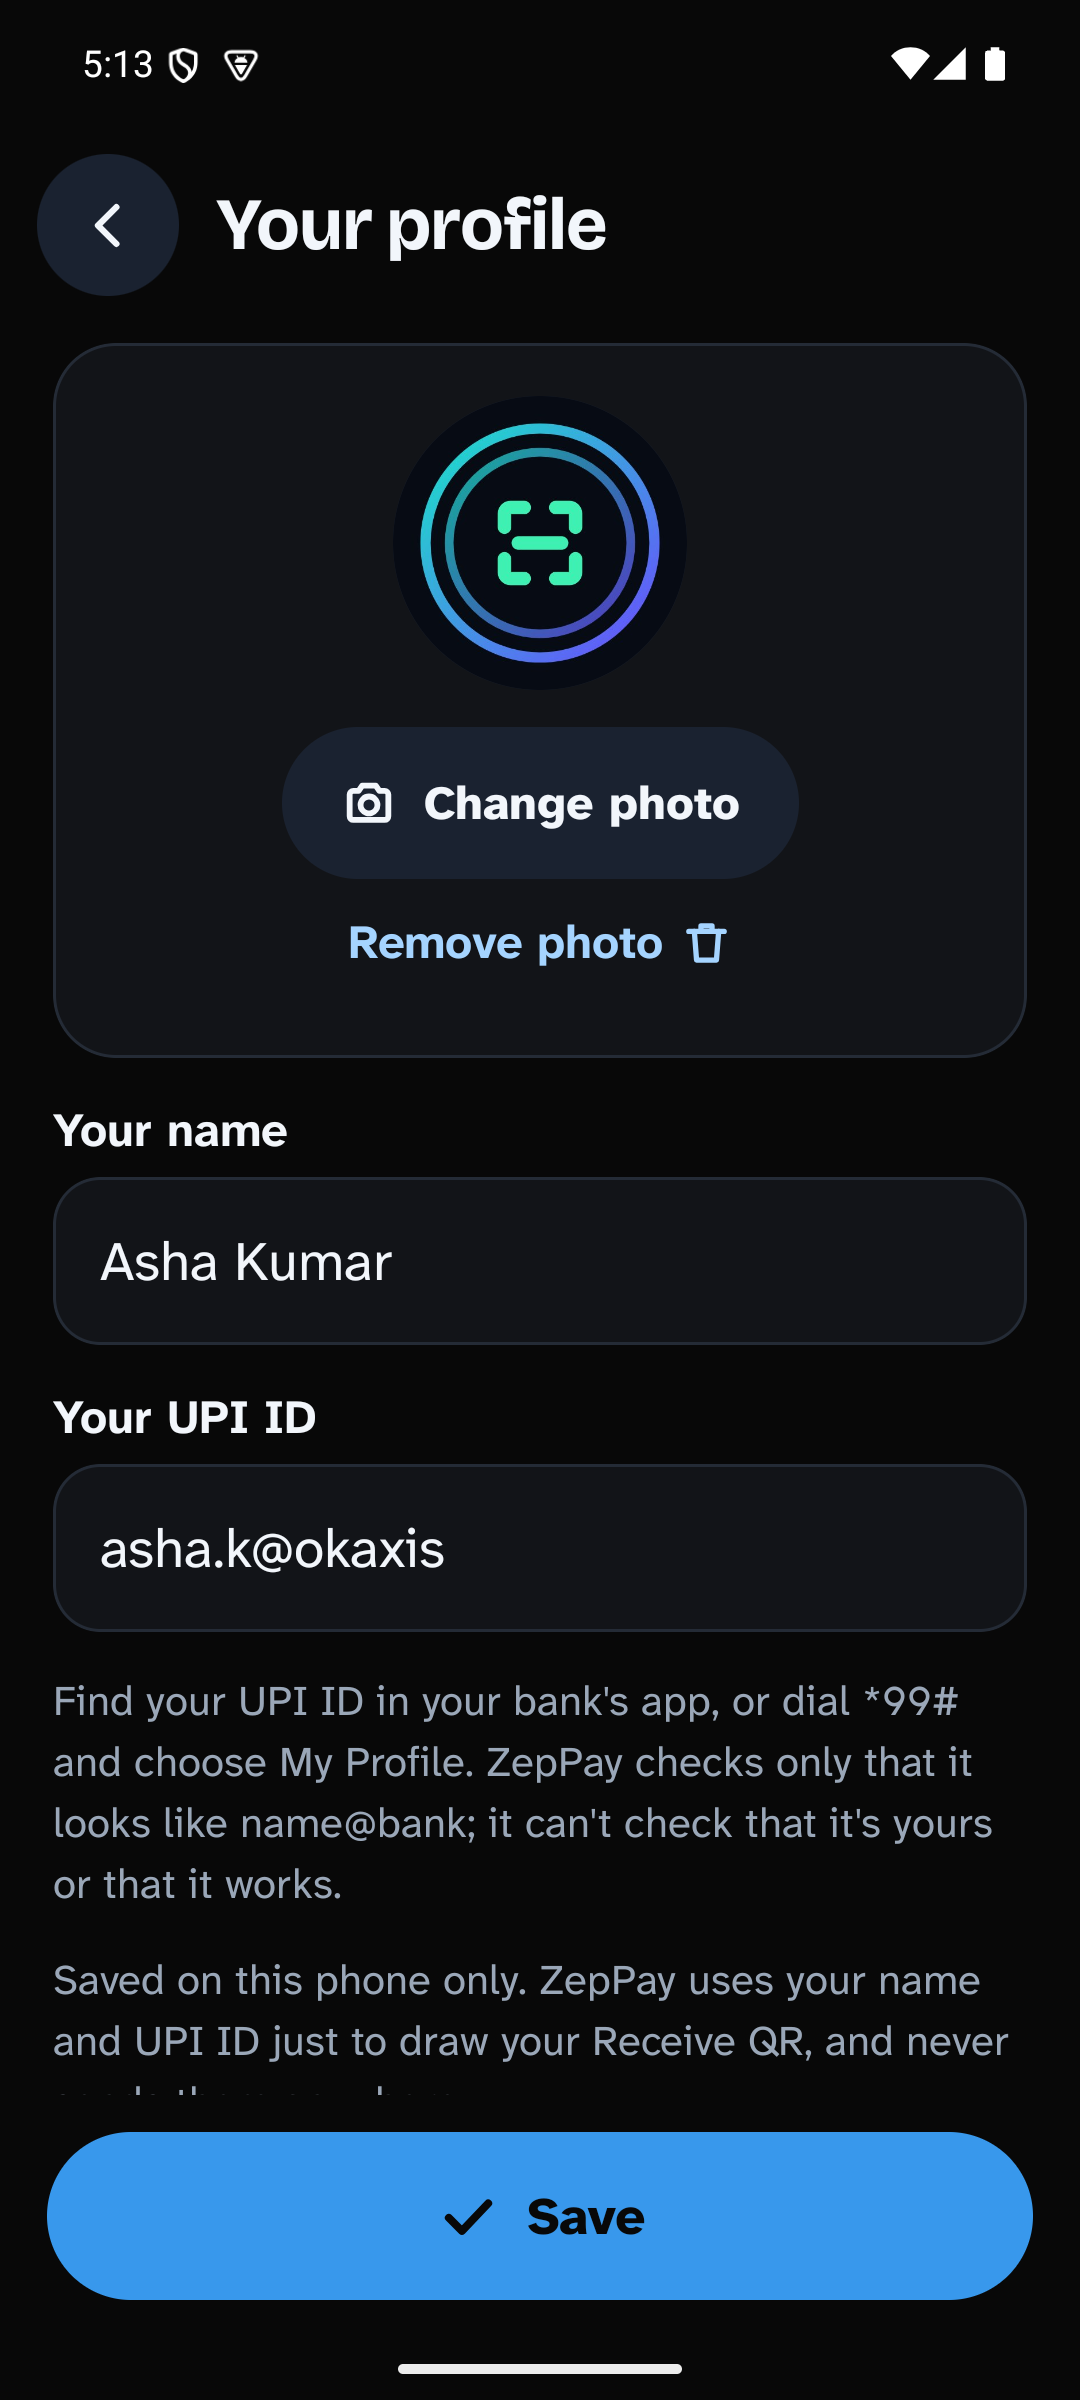 5:13
Your profile
Change photo
Remove photo
Your name
Asha Kumar
Your UPI ID
asha.k@okaxis
Find your UPI ID in your bank's app, or dial *99#
and choose My Profile. ZepPay checks only that it
looks like name@bank; it can't check that it's yours
or that it works.
Saved on this phone only. ZepPay uses your name
and UPI ID just to draw your Receive QR, and never
Save